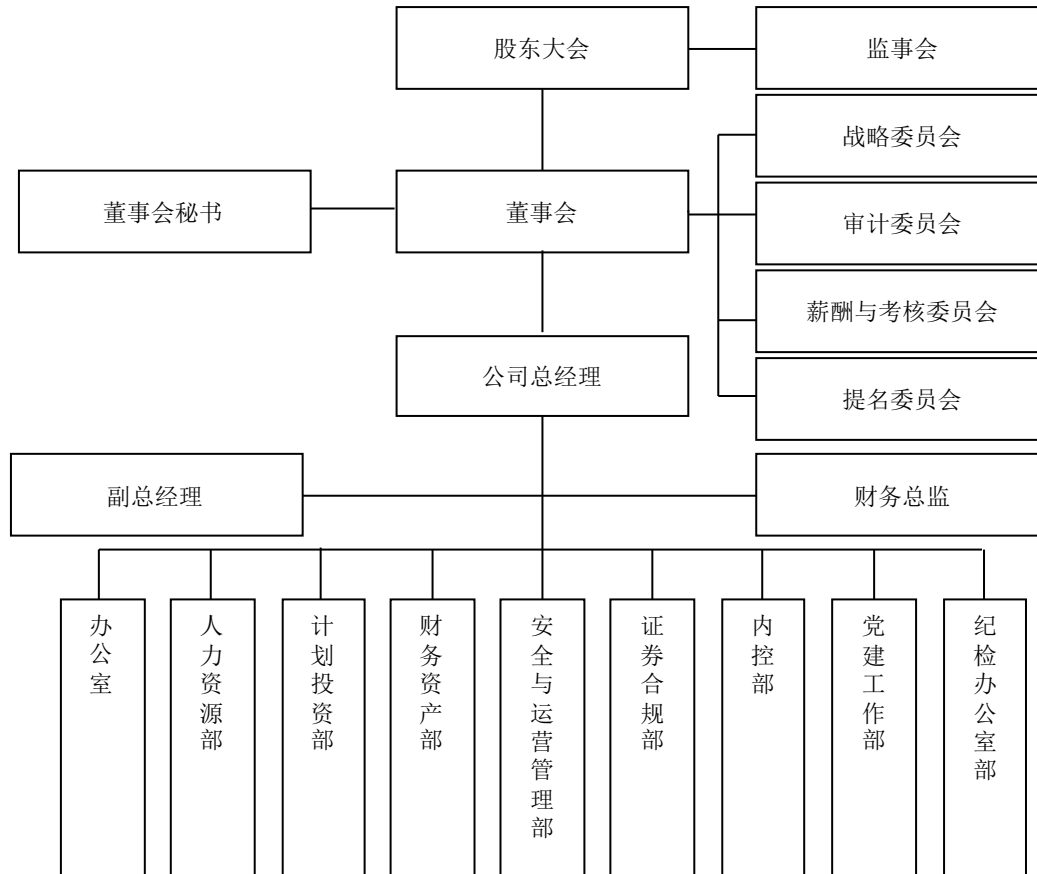 股东大会
监事会
战略委员会
董事会秘书
董事会
审计委员会
薪酬与考核委员会
公司总经理
提名委员会
副总经理
财务总监
办公室
人力资源部
计划投资部
财务资产部
安全与运营管理部
证券合规部
内控部
党建工作部
纪检办公室部